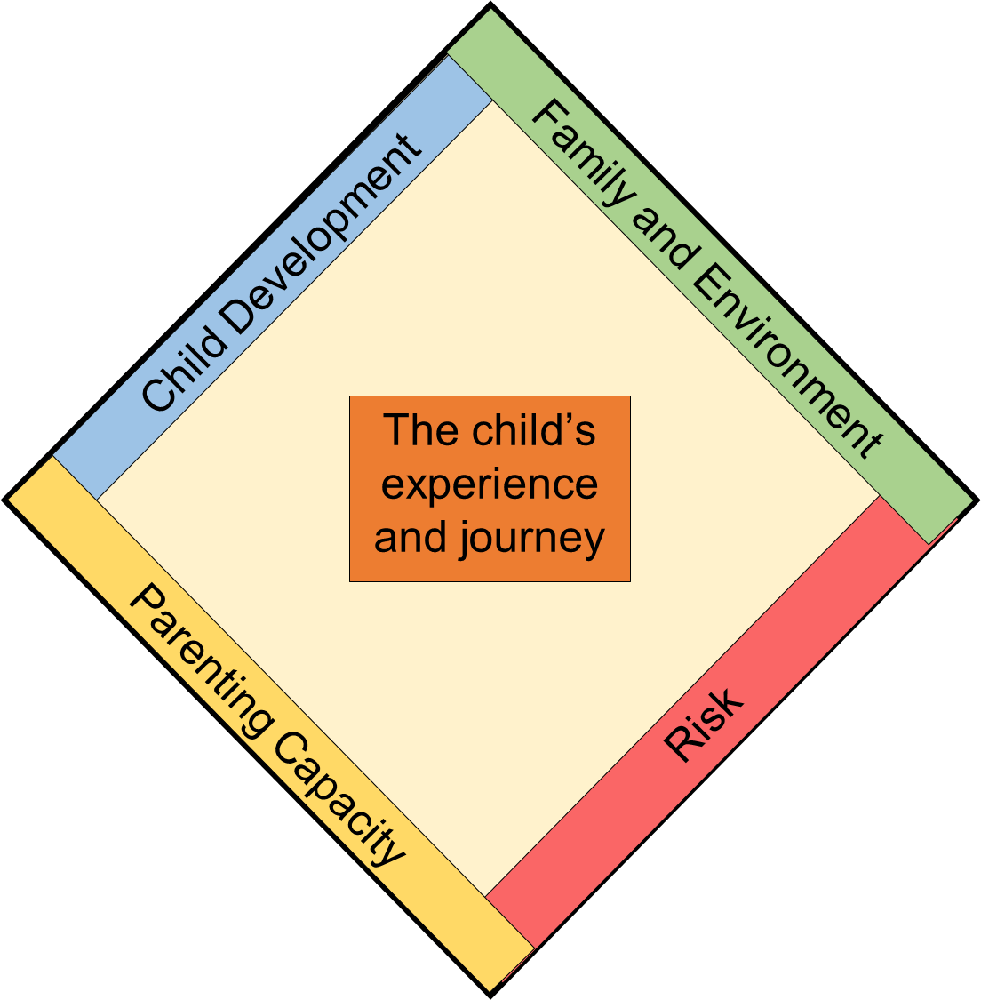 Child Development
Family and Environment
The child’s
experience
and journey
Parenting Capacity
Risk